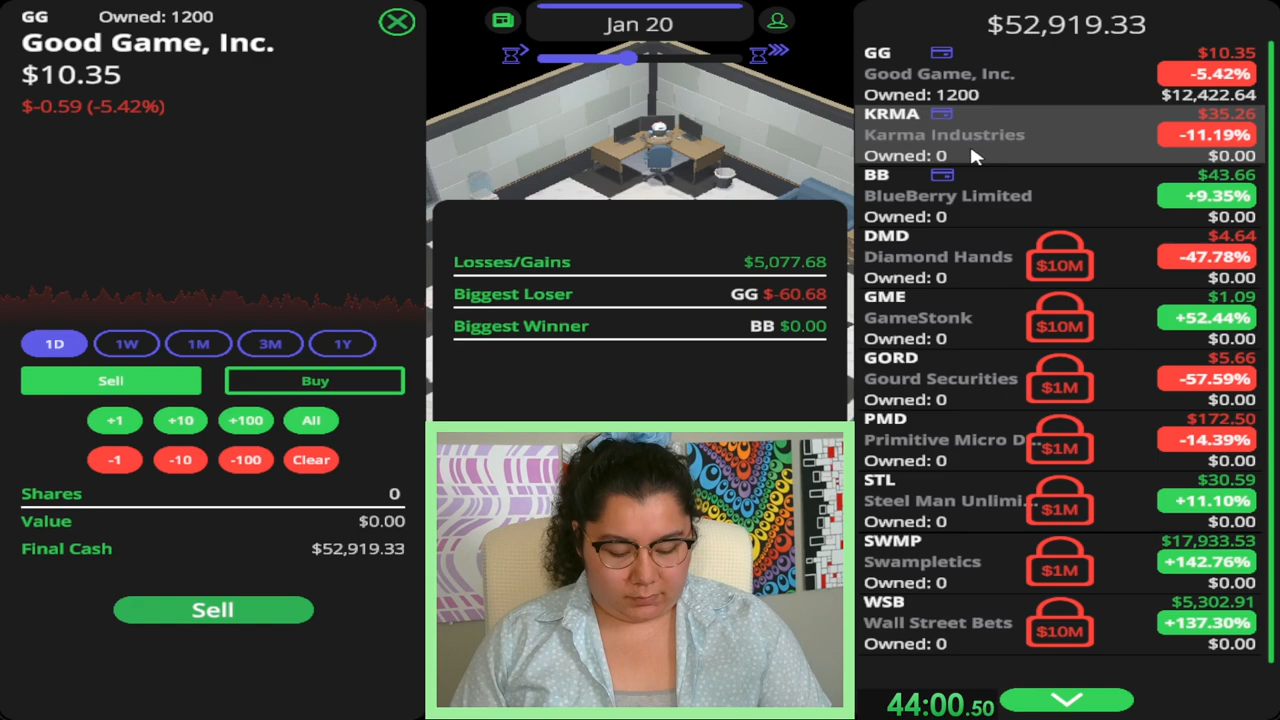 GG Owned: 1200
Good Game, Inc.
$10.35
$-0.59 (-5.42%)
1D 1W 1M 3M 1Y
Sell Buy
+1 +10 +100 All
-1 -10 -100 Clear
Shares 0
Value $0.00
Final Cash $52,919.33
Sell
Jan 20
Losses/Gains $5,077.68
Biggest Loser GG $-60.68
Biggest Winner BB $0.00
$52,919.33
GG $10.35
Good Game, Inc. -5.42%
Owned: 1200 $12,422.64
KRMA $35.26
Karma Industries -11.19%
Owned: 0 $0.00
BB $43.66
BlueBerry Limited +9.35%
Owned: 0 $0.00
DMD $4.64
Diamond Hands $10M -47.78%
Owned: 0 $0.00
GME $1.09
GameStonk $10M +52.44%
Owned: 0 $0.00
GORD $5.66
Gourd Securities $1M -57.59%
Owned: 0 $0.00
PMD $172.50
Primitive Micro D... $1M -14.39%
Owned: 0 $0.00
STL $30.59
Steel Man Unlimi... $1M +11.10%
Owned: 0 $0.00
SWMP $17,933.53
Swampletics $1M +142.76%
Owned: 0 $0.00
WSB $5,302.91
Wall Street Bets $10M +137.30%
Owned: 0 $0.00
44:00.50